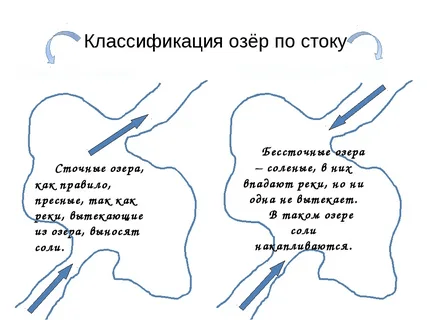 Классификация озёр по стоку
Сточные озера,
как правило,
пресные, так как
реки, вытекающие
из озера, выносят
соли.
Бессточные озера
– соленые, в них
впадают реки, но ни
одна не вытекает.
В таком озере
соли
накапливаются.